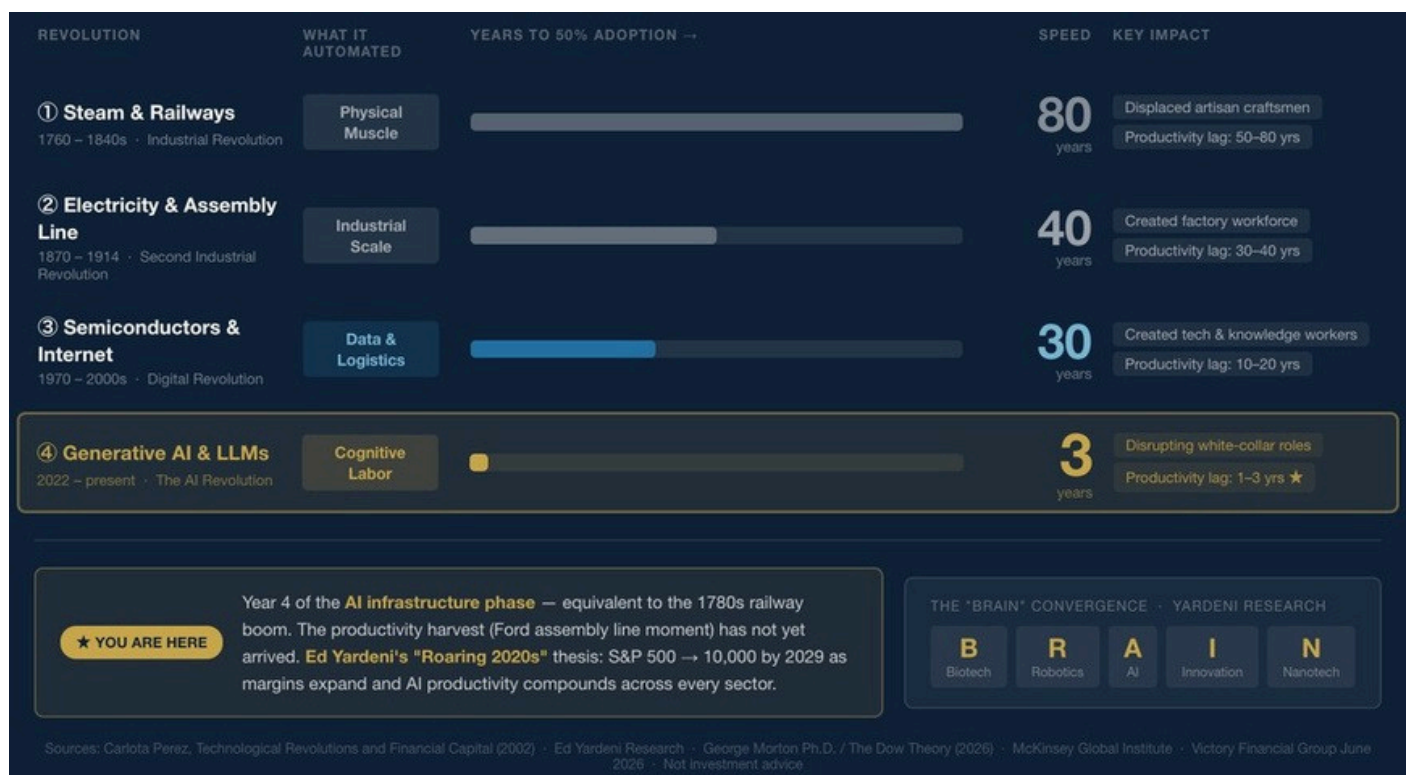 REVOLUTION
WHAT IT
AUTOMATED
YEARS TO 50% ADOPTION →
SPEED
KEY IMPACT
① Steam & Railways
1760 – 1840s · Industrial Revolution
Physical
Muscle
80
years
Displaced artisan craftsmen
Productivity lag: 50–80 yrs
② Electricity & Assembly
Line
1870 – 1914 · Second Industrial
Revolution
Industrial
Scale
40
years
Created factory workforce
Productivity lag: 30–40 yrs
③ Semiconductors &
Internet
1970 – 2000s · Digital Revolution
Data &
Logistics
30
years
Created tech & knowledge workers
Productivity lag: 10–20 yrs
④ Generative AI & LLMs
2022 – present · The AI Revolution
Cognitive
Labor
3
years
Disrupting white-collar roles
Productivity lag: 1–3 yrs ★
★ YOU ARE HERE
Year 4 of the AI infrastructure phase — equivalent to the 1780s railway
boom. The productivity harvest (Ford assembly line moment) has not yet
arrived. Ed Yardeni's "Roaring 2020s" thesis: S&P 500 → 10,000 by 2029 as
margins expand and AI productivity compounds across every sector.
THE "BRAIN" CONVERGENCE · YARDENI RESEARCH
B
Biotech
R
Robotics
A
AI
I
Innovation
N
Nanotech
Sources: Carlota Perez, Technological Revolutions and Financial Capital (2002) · Ed Yardeni Research · George Morton Ph.D. / The Dow Theory (2026) · McKinsey Global Institute · Victory Financial Group June
2026 · Not investment advice